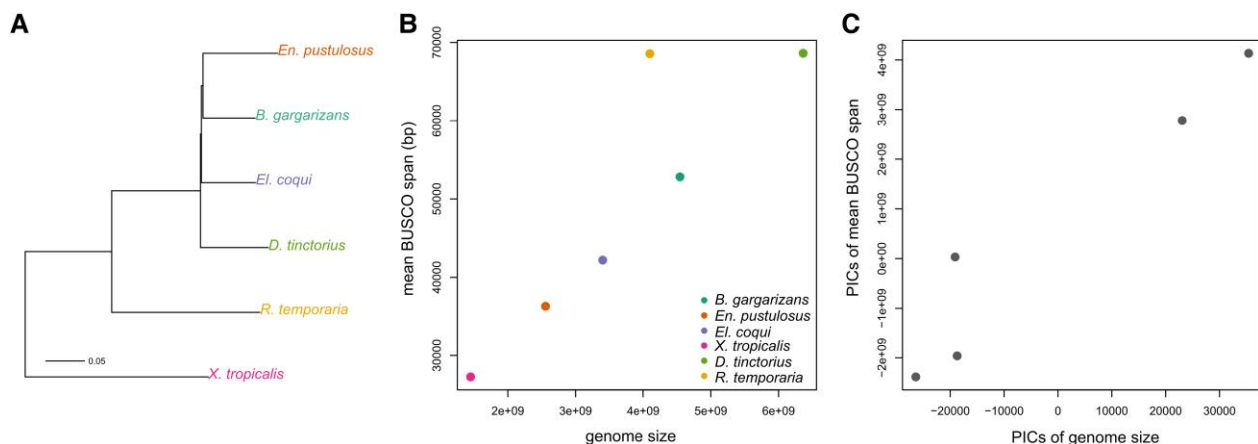 A
En. pustulosus
B. gargarizans
El. coqui
D. tinctorius
R. temporaria
X. tropicalis
0.05
B
mean BUSCO span (bp)
70000
60000
50000
40000
30000
B. gargarizans
En. pustulosus
El. coqui
X. tropicalis
D. tinctorius
R. temporaria
2e+09 3e+09 4e+09 5e+09 6e+09
genome size
C
PICs of mean BUSCO span
4e+09
3e+09
2e+09
1e+09
0e+00
−1e+09
−2e+09
−20000 −10000 0 10000 20000 30000
PICs of genome size